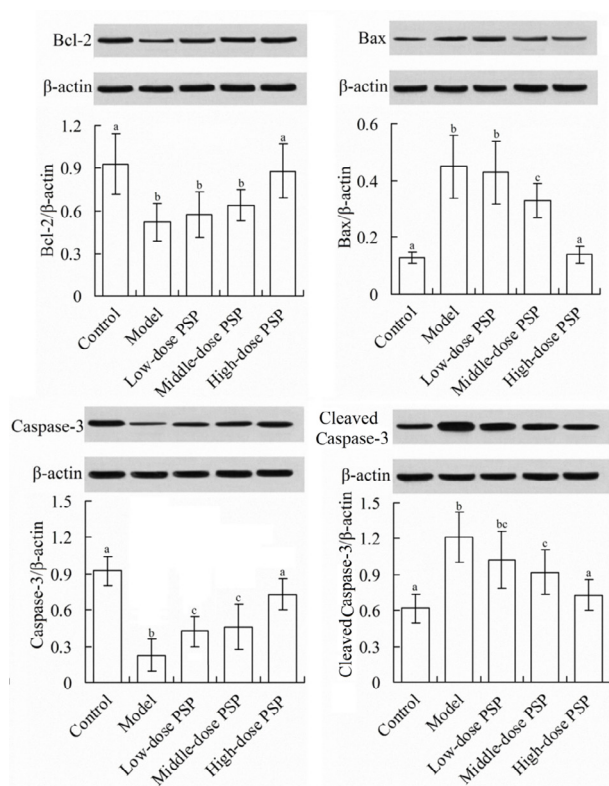 Bcl-2
β-actin
1.2
0.9
0.6
0.3
0
Bcl-2/β-actin
a
b
b
b
a
Control
Model
Low-dose PSP
Middle-dose PSP
High-dose PSP
Bax
β-actin
0.6
0.4
0.2
0
Bax/β-actin
a
b
b
c
a
Control
Model
Low-dose PSP
Middle-dose PSP
High-dose PSP
Caspase-3
β-actin
1.5
1.2
0.9
0.6
0.3
0
Caspase-3/β-actin
a
b
c
c
a
Control
Model
Low-dose PSP
Middle-dose PSP
High-dose PSP
Cleaved
Caspase-3
β-actin
1.5
1.2
0.9
0.6
0.3
0
Cleaved Caspase-3/β-actin
a
b
bc
c
a
Control
Model
Low-dose PSP
Middle-dose PSP
High-dose PSP